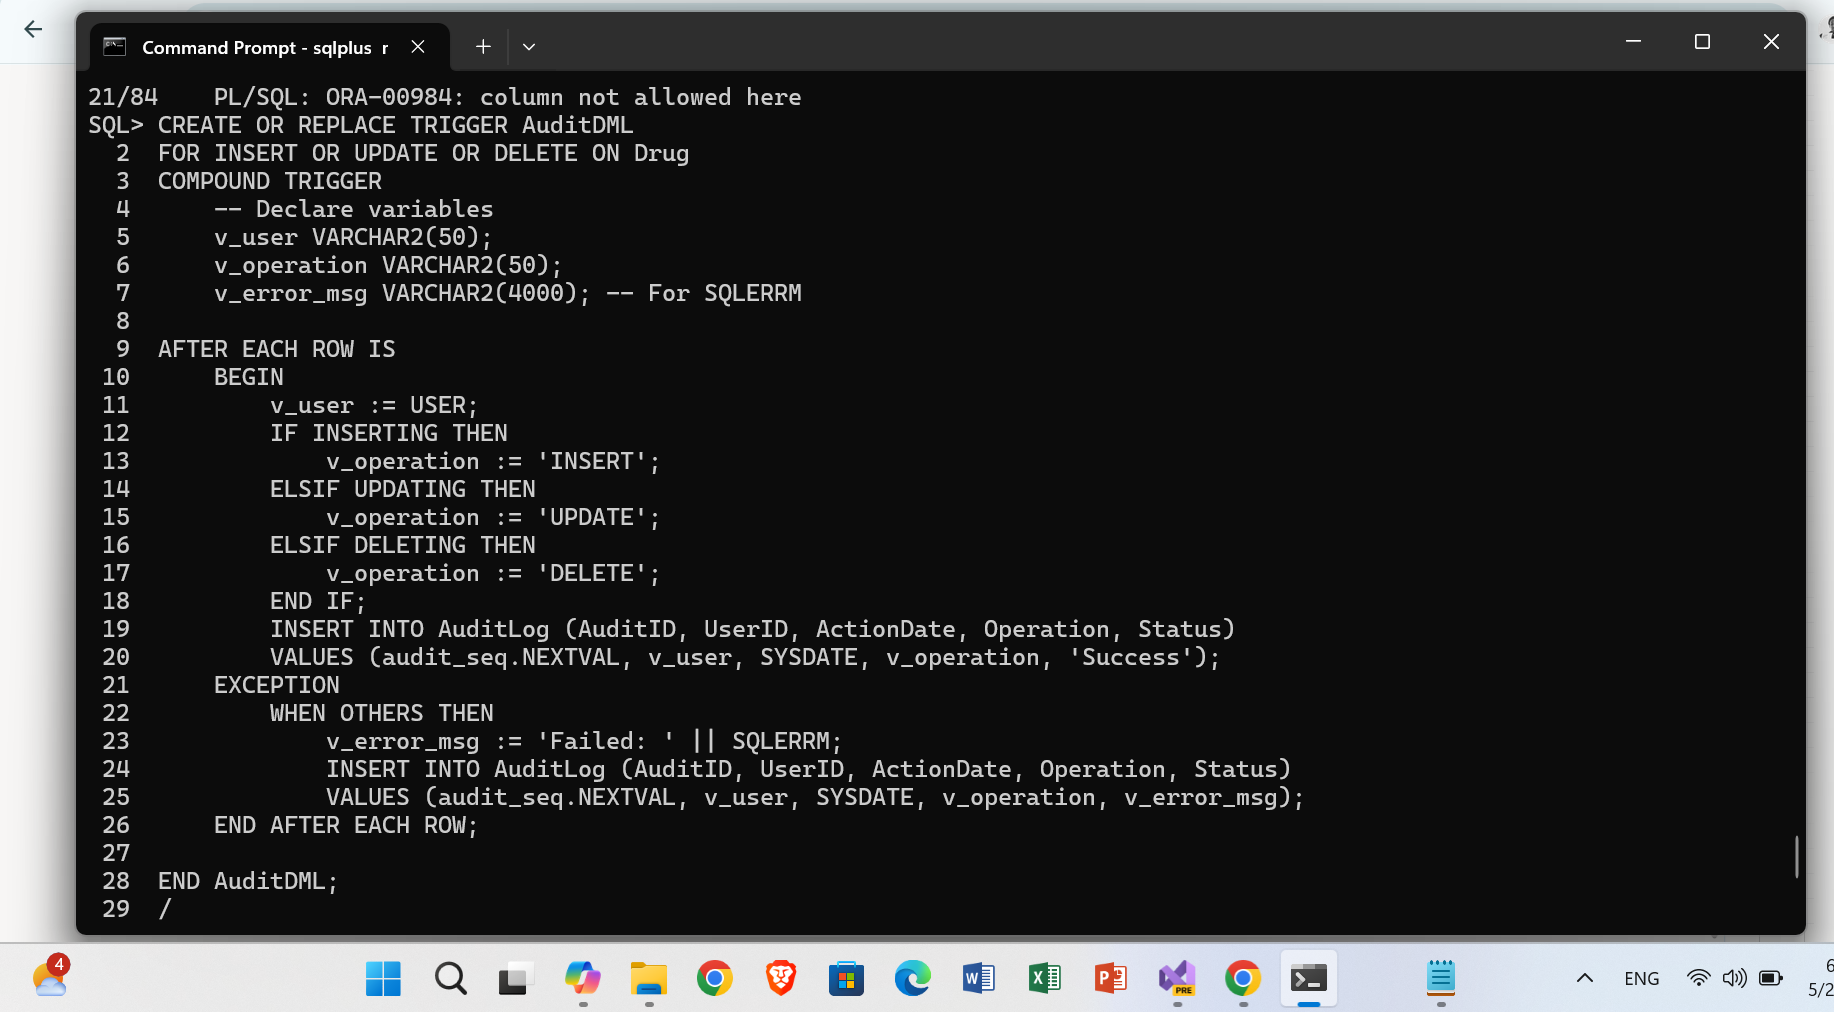 Command Prompt - sqlplus r
21/84    PL/SQL: ORA-00984: column not allowed here
SQL> CREATE OR REPLACE TRIGGER AuditDML
  2  FOR INSERT OR UPDATE OR DELETE ON Drug
  3  COMPOUND TRIGGER
  4      -- Declare variables
  5      v_user VARCHAR2(50);
  6      v_operation VARCHAR2(50);
  7      v_error_msg VARCHAR2(4000); -- For SQLERRM
  8
  9  AFTER EACH ROW IS
 10      BEGIN
 11          v_user := USER;
 12          IF INSERTING THEN
 13              v_operation := 'INSERT';
 14          ELSIF UPDATING THEN
 15              v_operation := 'UPDATE';
 16          ELSIF DELETING THEN
 17              v_operation := 'DELETE';
 18          END IF;
 19          INSERT INTO AuditLog (AuditID, UserID, ActionDate, Operation, Status)
 20          VALUES (audit_seq.NEXTVAL, v_user, SYSDATE, v_operation, 'Success');
 21      EXCEPTION
 22          WHEN OTHERS THEN
 23              v_error_msg := 'Failed: ' || SQLERRM;
 24              INSERT INTO AuditLog (AuditID, UserID, ActionDate, Operation, Status)
 25              VALUES (audit_seq.NEXTVAL, v_user, SYSDATE, v_operation, v_error_msg);
 26      END AFTER EACH ROW;
 27
 28  END AuditDML;
 29  /
4
PRE
ENG
6
5/2